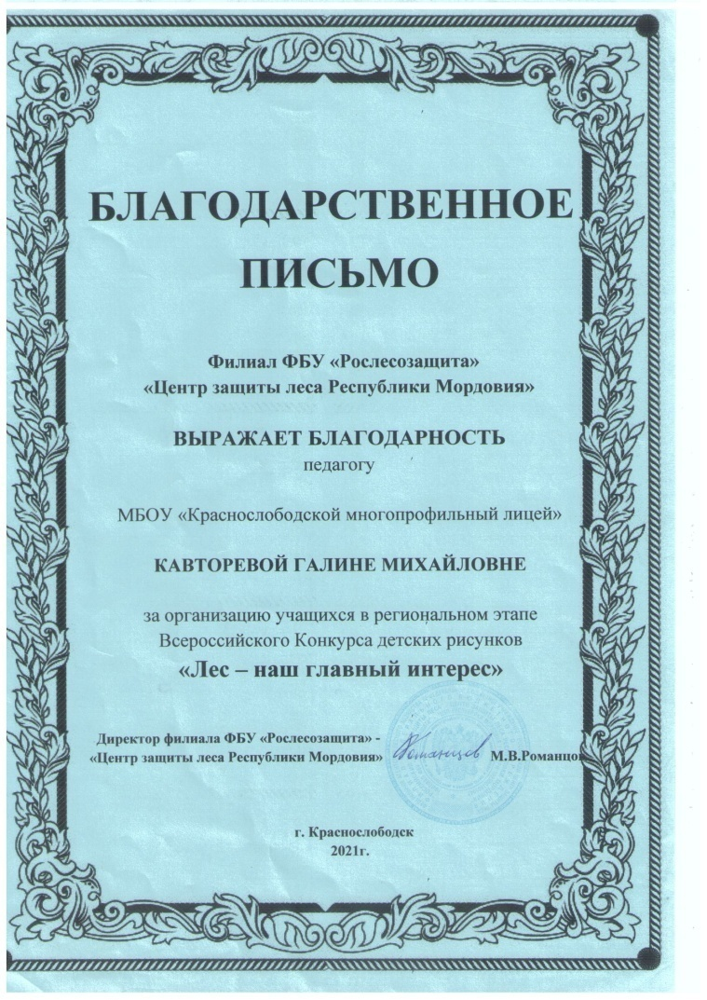 БЛАГОДАРСТВЕННОЕ
ПИСЬМО
Филиал ФБУ «Рослесозащита»
«Центр защиты леса Республики Мордовия»
ВЫРАЖАЕТ БЛАГОДАРНОСТЬ
педагогу
МБОУ «Краснослободской многопрофильный лицей»
КАВТОРЕВОЙ ГАЛИНЕ МИХАЙЛОВНЕ
за организацию учащихся в региональном этапе
Всероссийского Конкурса детских рисунков
«Лес – наш главный интерес»
Директор филиала ФБУ «Рослесозащита» -
«Центр защиты леса Республики Мордовия» М.В.Романцо
г. Краснослободск
2021г.